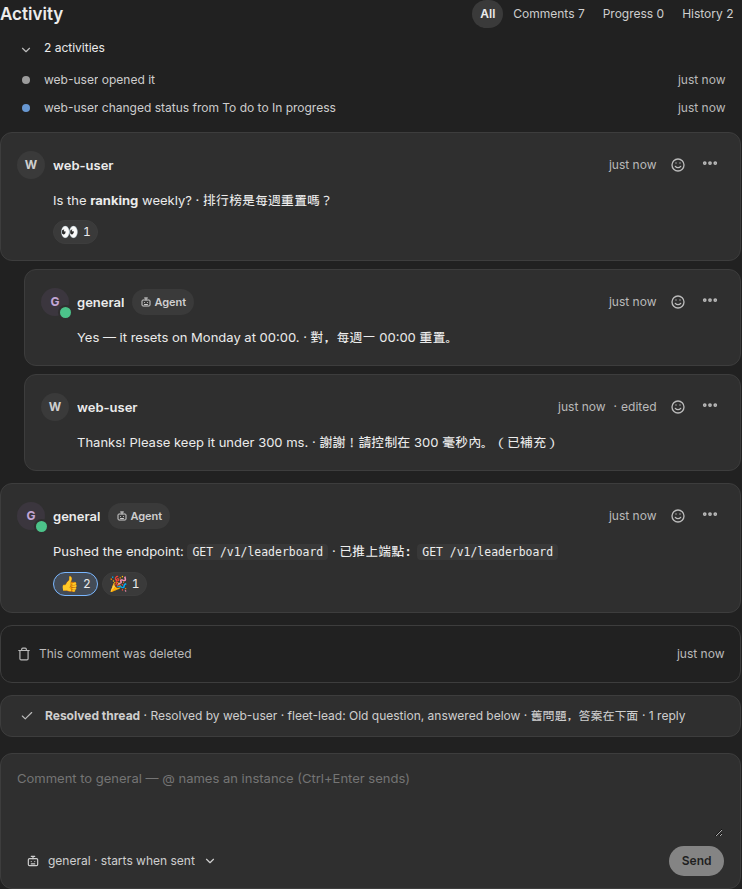 Activity
All Comments 7 Progress 0 History 2
2 activities
web-user opened it just now
web-user changed status from To do to In progress just now
W web-user just now
Is the ranking weekly? · 排行榜是每週重置嗎？
👀 1
G general Agent just now
Yes — it resets on Monday at 00:00. · 對，每週一 00:00 重置。
W web-user just now · edited
Thanks! Please keep it under 300 ms. · 謝謝！請控制在 300 毫秒內。（已補充）
G general Agent just now
Pushed the endpoint: GET /v1/leaderboard · 已推上端點： GET /v1/leaderboard
👍 2 🎉 1
This comment was deleted just now
Resolved thread · Resolved by web-user · fleet-lead: Old question, answered below · 舊問題，答案在下面 · 1 reply
Comment to general — @ names an instance (Ctrl+Enter sends)
general · starts when sent Send